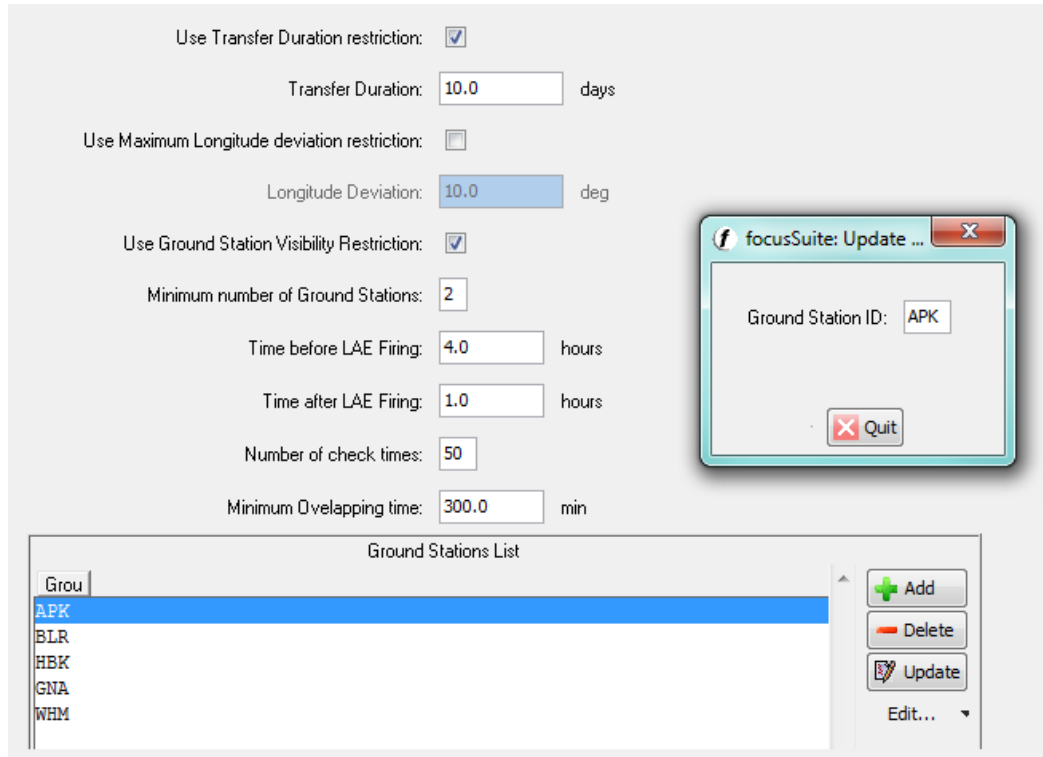 Use Transfer Duration restriction:
Transfer Duration: 10.0 days
Use Maximum Longitude deviation restriction:
Longitude Deviation: 10.0 deg
Use Ground Station Visibility Restriction:
Minimum number of Ground Stations: 2
Time before LAE Firing: 4.0 hours
Time after LAE Firing: 1.0 hours
Number of check times: 50
Minimum Ovelapping time: 300.0 min
f focusSuite: Update ...
Ground Station ID: APK
Quit
Ground Stations List
Grou
APK
BLR
HBK
GNA
WHM
Add
Delete
Update
Edit...